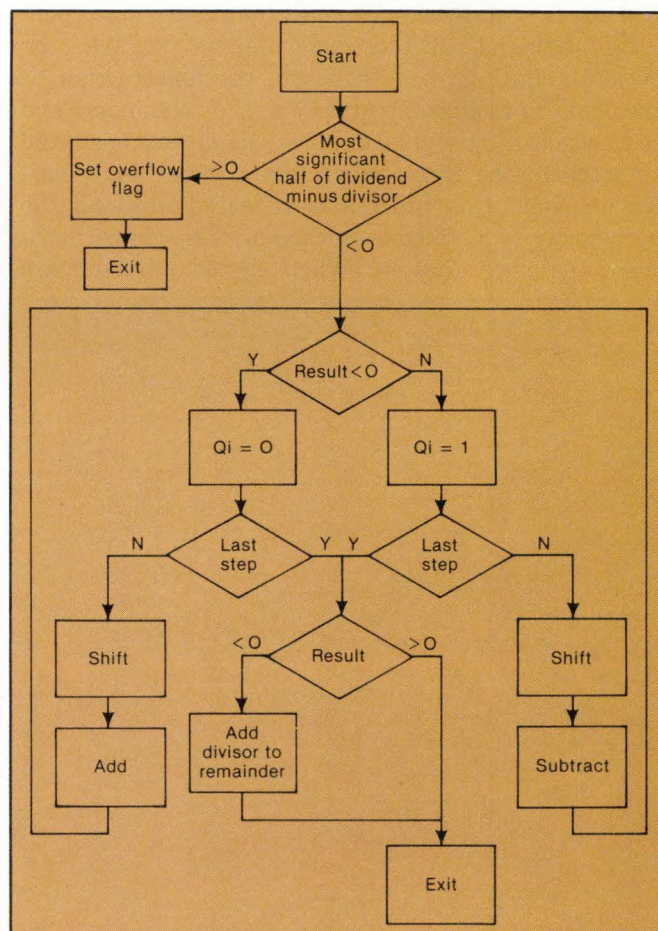 Start
Most
significant
half of dividend
minus divisor
>O
Set overflow
flag
Exit
<O
Result<O
Y
N
Qi = O
Qi = 1
N
Last
step
Y
Y
Last
step
N
Shift
<O
Result
>O
Shift
Add
Add
divisor to
remainder
Subtract
Exit